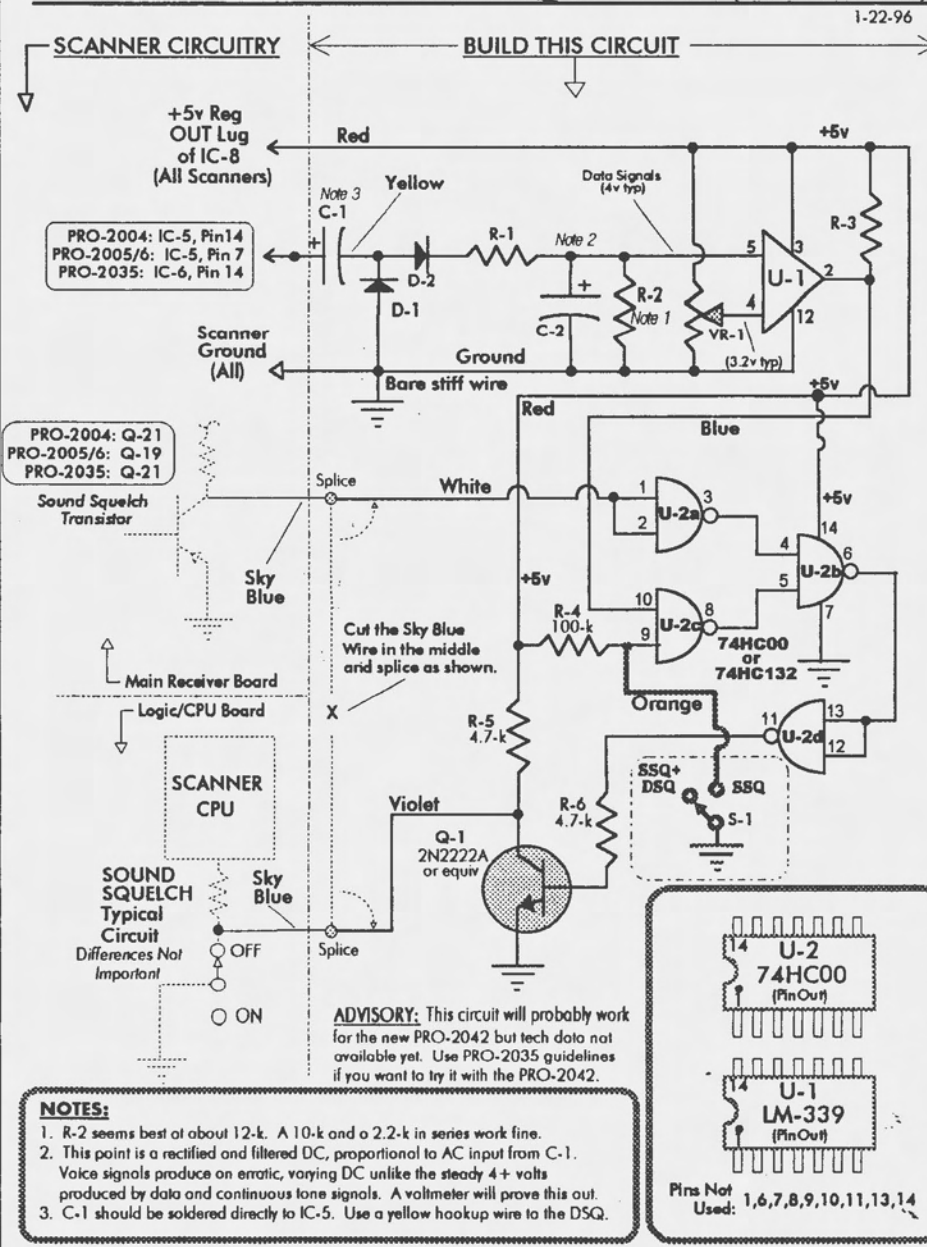 1-22-96
SCANNER CIRCUITRY
BUILD THIS CIRCUIT
+5v Reg
OUT Lug
of IC-8
(All Scanners)
Red
+5v
Data Signals
(4v typ)
Note 3
C-1
Yellow
R-3
PRO-2004: IC-5, Pin14
PRO-2005/6: IC-5, Pin 7
PRO-2035: IC-6, Pin 14
+
D-2
R-1
Note 2
5
3
U-1
2
D-1
+
C-2
R-2
Note 1
VR-1
4
12
(3.2v typ)
Scanner
Ground
(All)
Ground
Bare stiff wire
Red
+5v
Blue
PRO-2004: Q-21
PRO-2005/6: Q-19
PRO-2035: Q-21
Sound Squelch
Transistor
Splice
White
1
2
U-2a
3
+5v
14
4
5
U-2b
6
7
Sky
Blue
+5v
R-4
100-k
10
9
U-2c
8
74HC00
or
74HC132
Cut the Sky Blue
Wire in the middle
and splice as shown.
Main Receiver Board
Logic/CPU Board
X
Orange
R-5
4.7-k
11
U-2d
13
12
SCANNER
CPU
SSQ+
DSQ
SSQ
S-1
Violet
R-6
4.7-k
Q-1
2N2222A
or equiv
SOUND
SQUELCH
Typical
Circuit
Differences Not
Important
Sky
Blue
Splice
OFF
ON
14
U-2
74HC00
(Pin Out)
ADVISORY: This circuit will probably work
for the new PRO-2042 but tech data not
available yet. Use PRO-2035 guidelines
if you want to try it with the PRO-2042.
14
U-1
LM-339
(Pin Out)
Pins Not
Used: 1,6,7,8,9,10,11,13,14
NOTES:
1. R-2 seems best at about 12-k. A 10-k and a 2.2-k in series work fine.
2. This point is a rectified and filtered DC, proportional to AC input from C-1.
Voice signals produce an erratic, varying DC unlike the steady 4+ volts
produced by data and continuous tone signals. A voltmeter will prove this out.
3. C-1 should be soldered directly to IC-5. Use a yellow hookup wire to the DSQ.